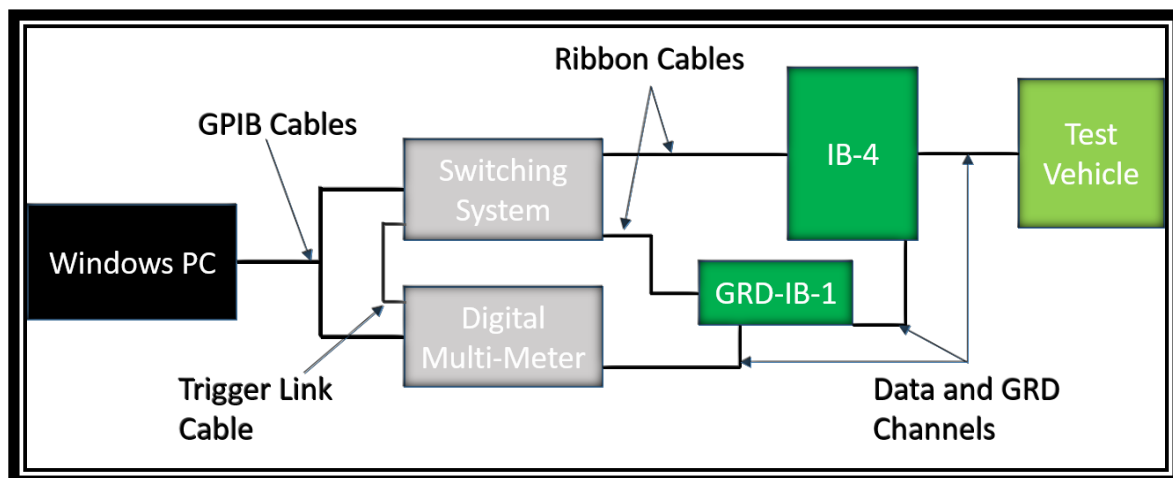 Ribbon Cables
GPIB Cables
Switching
System
IB-4
Test
Vehicle
Windows PC
GRD-IB-1
Digital
Multi-Meter
Trigger Link
Cable
Data and GRD
Channels